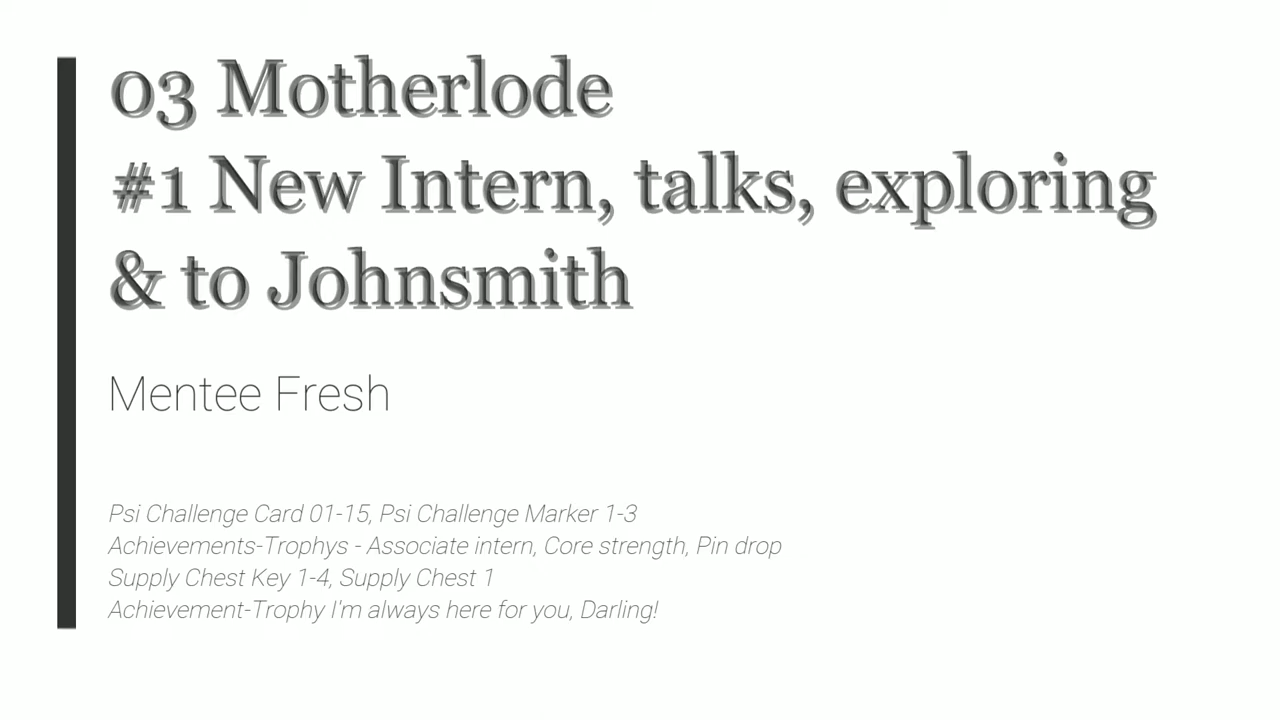 03 Motherlode
#1 New Intern, talks, exploring
& to Johnsmith
Mentee Fresh
Psi Challenge Card 01-15, Psi Challenge Marker 1-3
Achievements-Trophys - Associate intern, Core strength, Pin drop
Supply Chest Key 1-4, Supply Chest 1
Achievement-Trophy I'm always here for you, Darling!